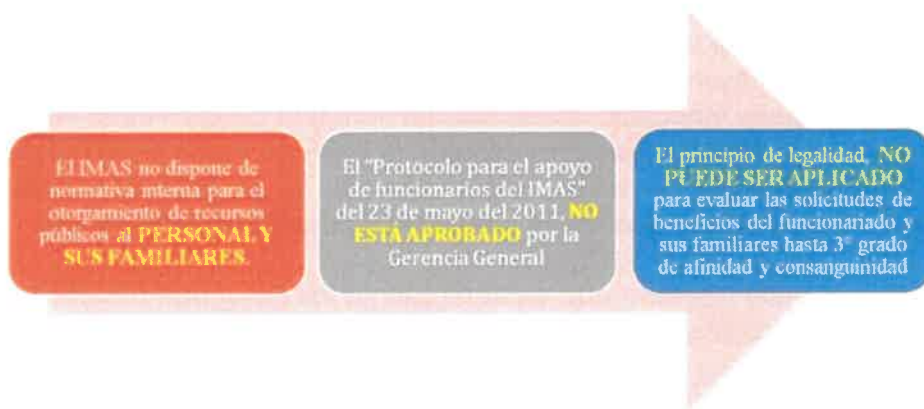 El IMAS no dispone de
normativa interna para el
otorgamiento de recursos
públicos al PERSONAL Y
SUS FAMILIARES.
El "Protocolo para el apoyo
de funcionarios del IMAS"
del 23 de mayo del 2011, NO
ESTÁ APROBADO por la
Gerencia General
El principio de legalidad, NO
PUEDE SER APLICADO
para evaluar las solicitudes de
beneficios del funcionariado y
sus familiares hasta 3° grado
de afinidad y consanguinidad